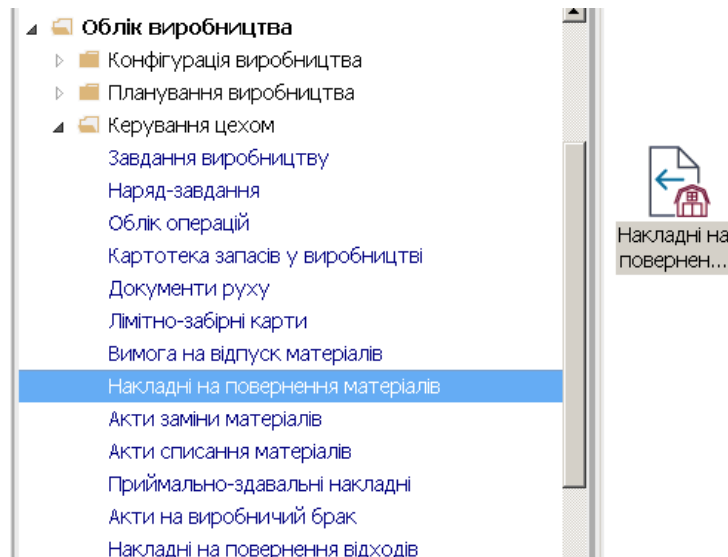 Облік виробництва
Конфігурація виробництва
Планування виробництва
Керування цехом
Завдання виробництву
Наряд-завдання
Облік операцій
Картотека запасів у виробництві
Документи руху
Лімітно-забірні карти
Вимога на відпуск матеріалів
Накладні на повернення матеріалів
Акти заміни матеріалів
Акти списання матеріалів
Приймально-здавальні накладні
Акти на виробничий брак
Накладні на повернення відходів
Накладні на
повернен...